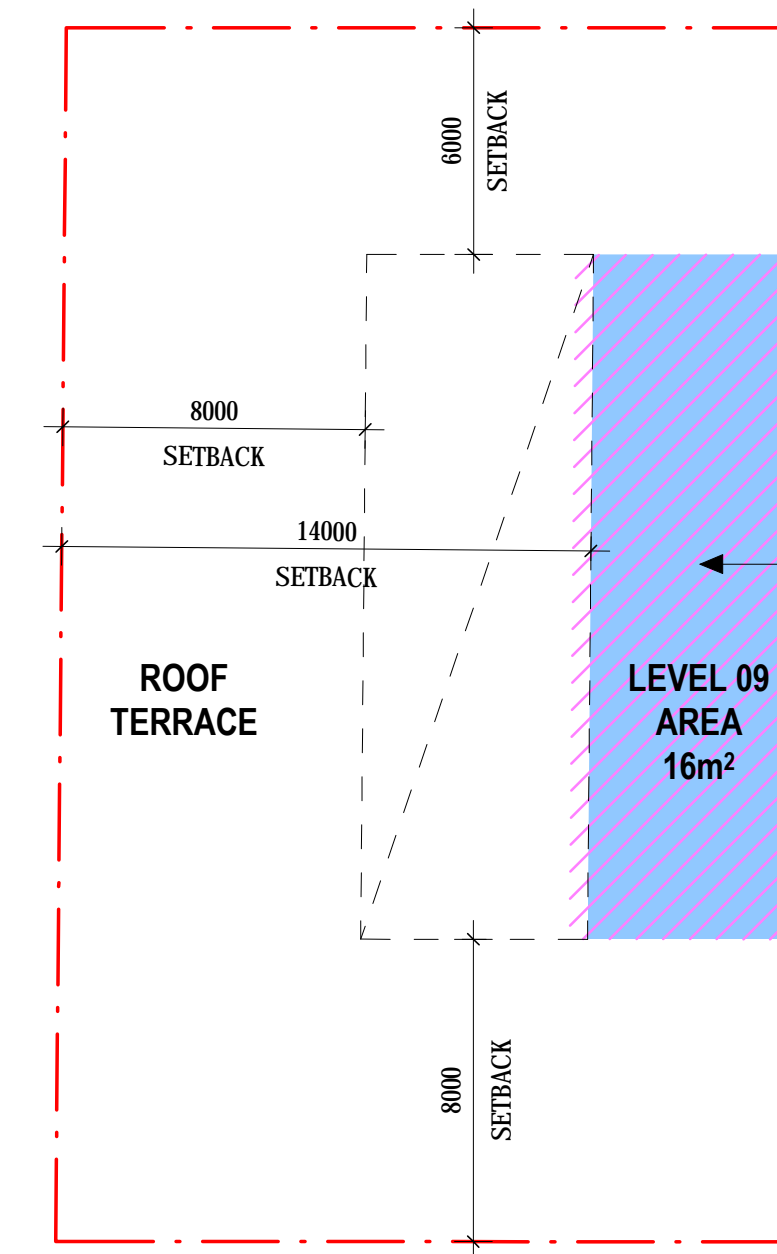 6000
SETBACK
8000
SETBACK
14000
SETBACK
ROOF
TERRACE
LEVEL 09
AREA
16m²
8000
SETBACK